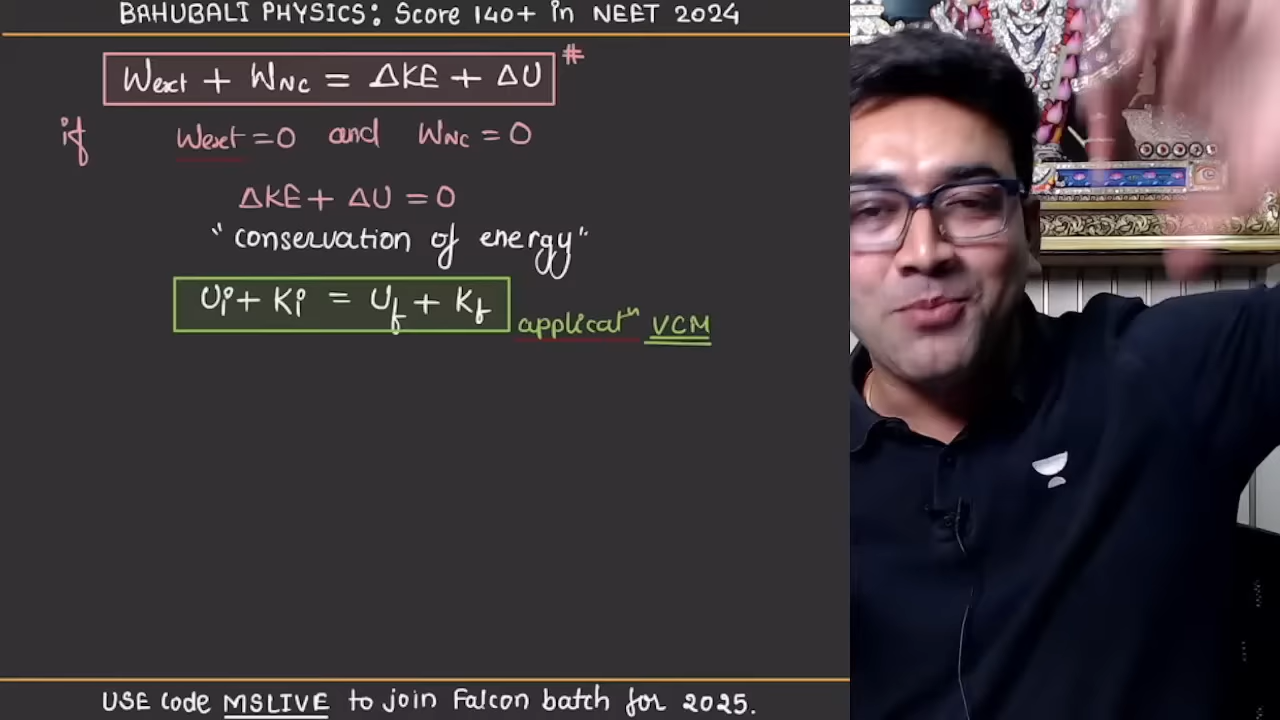 BAHUBALI PHYSICS: Score 140+ in NEET 2024
Wext + WNC = ΔKE + ΔU #
if Wext = 0 and WNC = 0
ΔKE + ΔU = 0
"conservation of energy"
Ui + Ki = Uf + Kf
applicatⁿ VCM
USE Code MSLIVE to join Falcon batch for 2025.